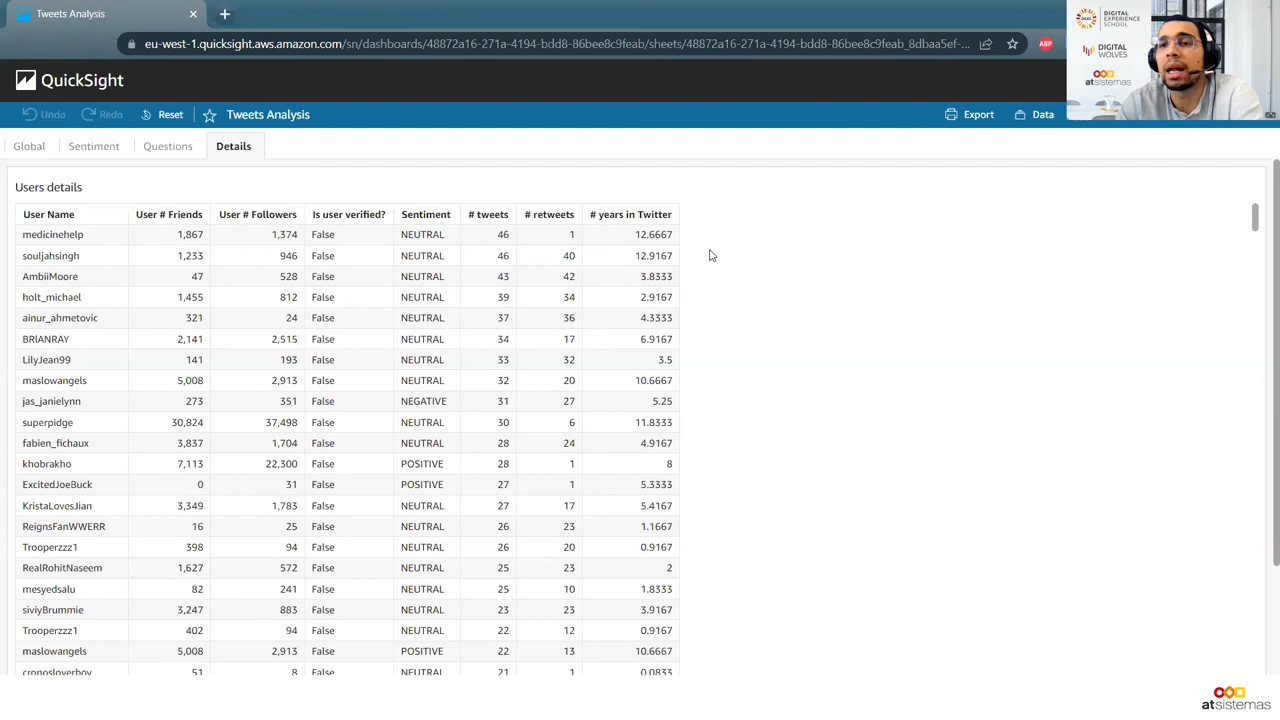 Tweets Analysis
eu-west-1.quicksight.aws.amazon.com/sn/dashboards/48872a16-271a-4194-bdd8-86bee8c9feab/sheets/48872a16-271a-4194-bdd8-86bee8c9feab_8dbaa5ef-...
ABP
DIGITAL
EXPERIENCE
SCHOOL
DIGITAL
WOLVES
atsistemas
QuickSight
Undo Redo Reset Tweets Analysis Export Data
Global Sentiment Questions Details
Users details
User Name User # Friends User # Followers Is user verified? Sentiment # tweets # retweets # years in Twitter
medicinehelp 1,867 1,374 False NEUTRAL 46 1 12.6667
souljahsingh 1,233 946 False NEUTRAL 46 40 12.9167
AmbiiMoore 47 528 False NEUTRAL 43 42 3.8333
holt_michael 1,455 812 False NEUTRAL 39 34 2.9167
ainur_ahmetovic 321 24 False NEUTRAL 37 36 4.3333
BRIANRAY 2,141 2,515 False NEUTRAL 34 17 6.9167
LilyJean99 141 193 False NEUTRAL 33 32 3.5
maslowangels 5,008 2,913 False NEUTRAL 32 20 10.6667
jas_janielynn 273 351 False NEGATIVE 31 27 5.25
superpidge 30,824 37,498 False NEUTRAL 30 6 11.8333
fabien_fichaux 3,837 1,704 False NEUTRAL 28 24 4.9167
khobrakho 7,113 22,300 False POSITIVE 28 1 8
ExcitedJoeBuck 0 31 False POSITIVE 27 1 5.3333
KristaLovesJian 3,349 1,783 False NEUTRAL 27 17 5.4167
ReignsFanWWERR 16 25 False NEUTRAL 26 23 1.1667
Trooperzzz1 398 94 False NEUTRAL 26 20 0.9167
RealRohitNaseem 1,627 572 False NEUTRAL 25 23 2
mesyedsalu 82 241 False NEUTRAL 25 10 1.8333
siviyBrummie 3,247 883 False NEUTRAL 23 23 3.9167
Trooperzzz1 402 94 False NEUTRAL 22 12 0.9167
maslowangels 5,008 2,913 False POSITIVE 22 13 10.6667
cronosloverboy 51 8 False NEUTRAL 21 1 0.0833
atsistemas